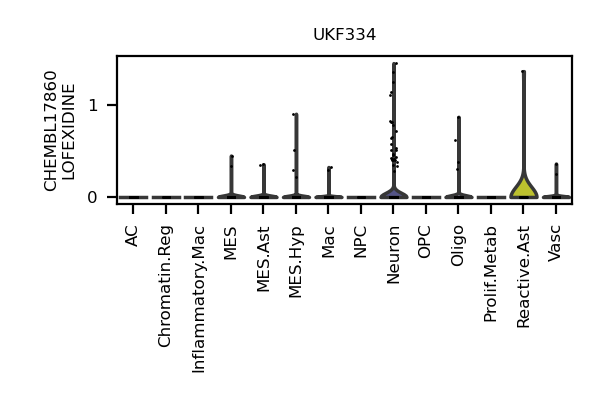 UKF334
CHEMBL17860
LOFEXIDINE
1
0
AC
Chromatin.Reg
Inflammatory.Mac
MES
MES.Ast
MES.Hyp
Mac
NPC
Neuron
OPC
Oligo
Prolif.Metab
Reactive.Ast
Vasc